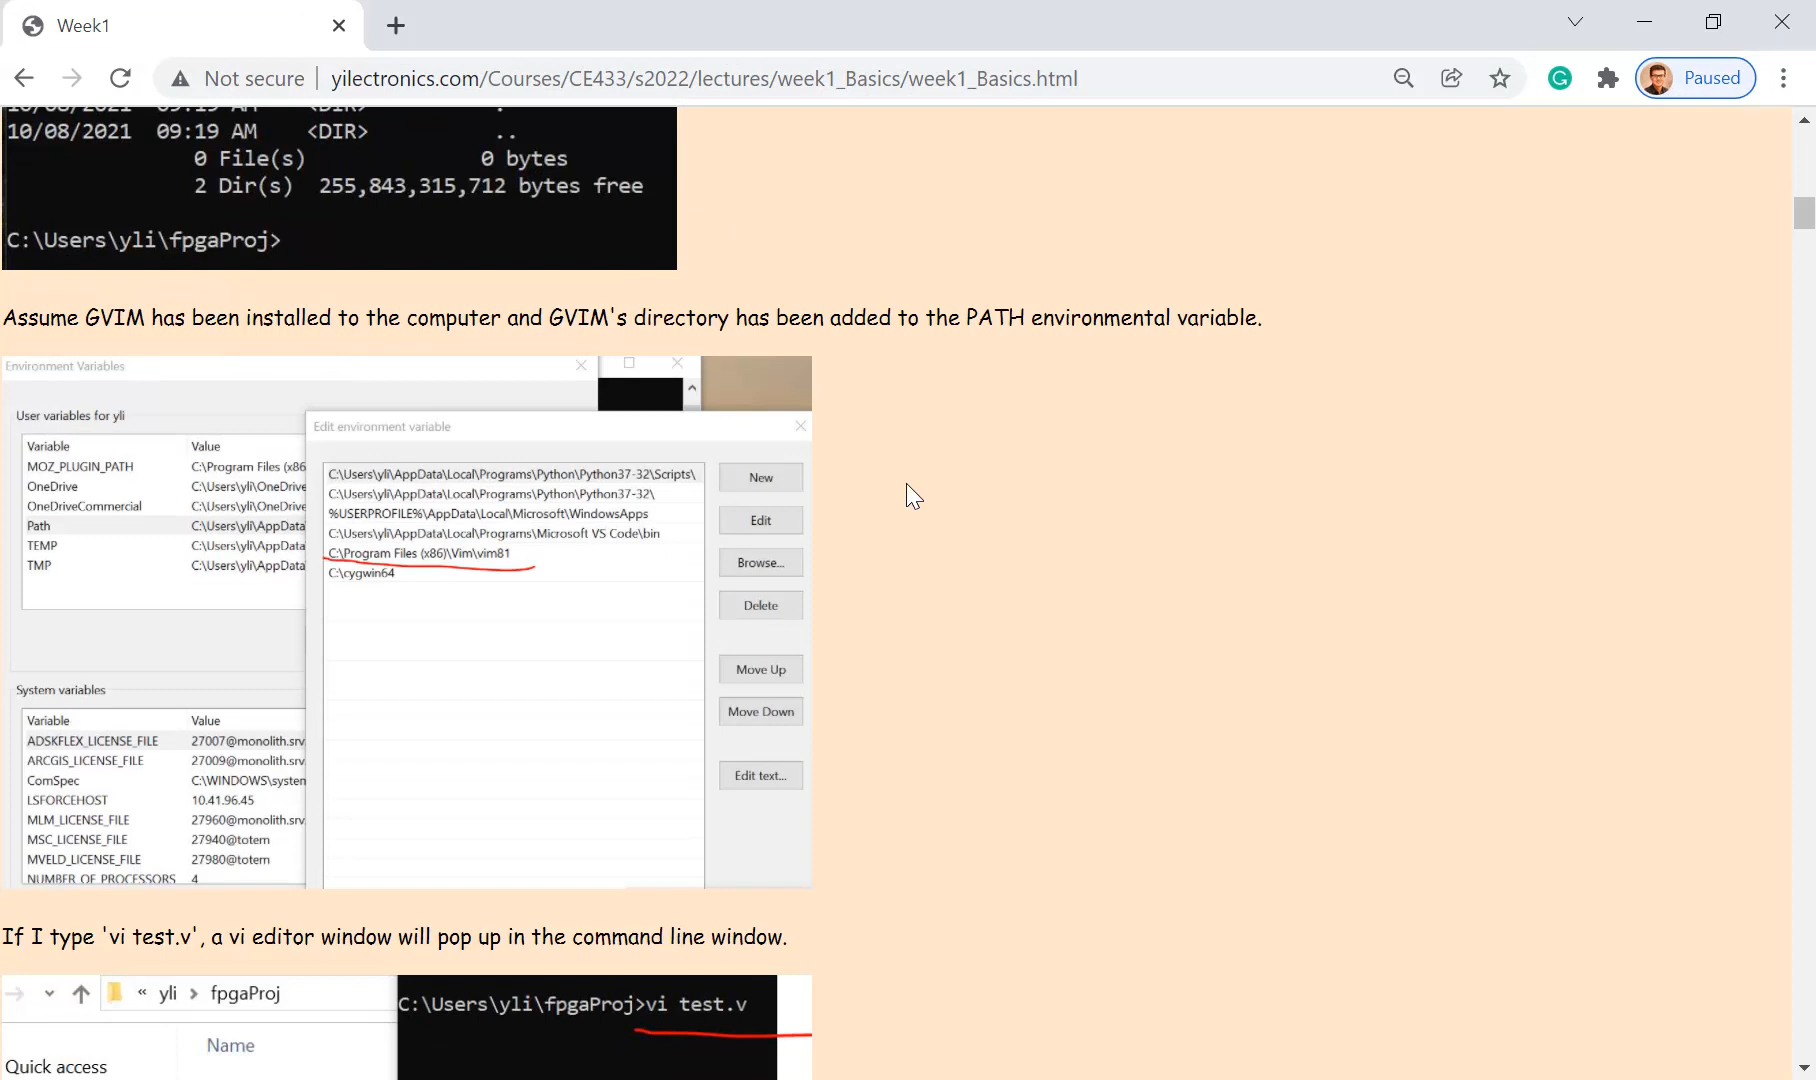 Week1
Not secure
yilectronics.com/Courses/CE433/s2022/lectures/week1_Basics/week1_Basics.html
Paused
10/08/2021 09:19 AM <DIR> .
10/08/2021 09:19 AM <DIR> ..
0 File(s) 0 bytes
2 Dir(s) 255,843,315,712 bytes free
C:\Users\yli\fpgaProj>
Assume GVIM has been installed to the computer and GVIM's directory has been added to the PATH environmental variable.
Environment Variables
User variables for yli
Variable Value
MOZ_PLUGIN_PATH C:\Program Files (x86
OneDrive C:\Users\yli\OneDrive
OneDriveCommercial C:\Users\yli\OneDrive
Path C:\Users\yli\AppData
TEMP C:\Users\yli\AppData
TMP C:\Users\yli\AppData
System variables
Variable Value
ADSKFLEX_LICENSE_FILE 27007@monolith.srv
ARCGIS_LICENSE_FILE 27009@monolith.srv
ComSpec C:\WINDOWS\system
LSFORCEHOST 10.41.96.45
MLM_LICENSE_FILE 27960@monolith.srv
MSC_LICENSE_FILE 27940@totem
MVELD_LICENSE_FILE 27980@totem
NUMBER_OF_PROCESSORS 4
Edit environment variable
C:\Users\yli\AppData\Local\Programs\Python\Python37-32\Scripts\
C:\Users\yli\AppData\Local\Programs\Python\Python37-32\
%USERPROFILE%\AppData\Local\Microsoft\WindowsApps
C:\Users\yli\AppData\Local\Programs\Microsoft VS Code\bin
C:\Program Files (x86)\Vim\vim81
C:\cygwin64
New
Edit
Browse...
Delete
Move Up
Move Down
Edit text...
If I type 'vi test.v', a vi editor window will pop up in the command line window.
« yli > fpgaProj
Name
Quick access
C:\Users\yli\fpgaProj>vi test.v